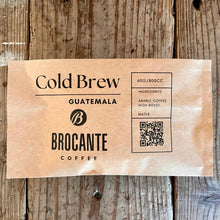 Cold Brew
GUATEMALA
B
BROCANTE
COFFEE
60G/800CC
INGREDIENTS
ARABIC COFFEE
HIGH ROAST
WATER